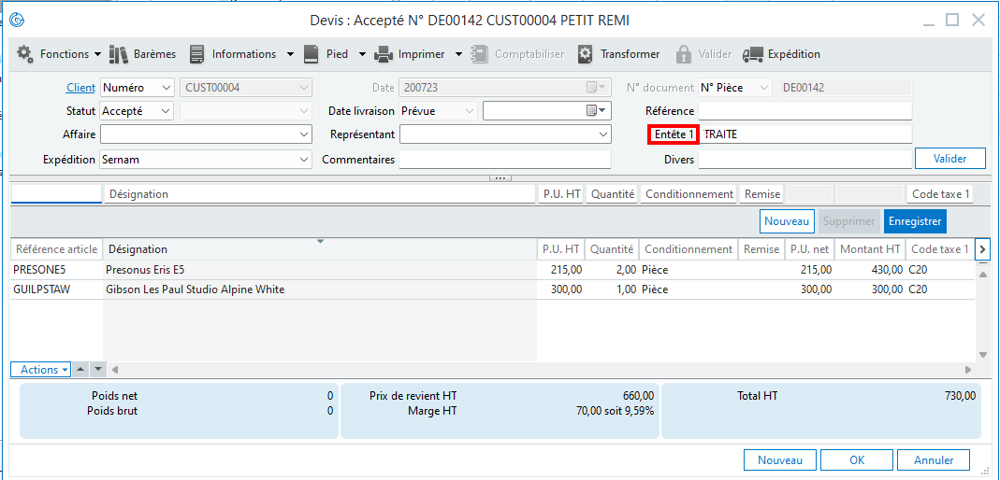 Devis : Accepté N° DE00142 CUST00004 PETIT REMI
Fonctions Barèmes Informations Pied Imprimer Comptabiliser Transformer Valider Expédition
Client Numéro CUST00004 Date 200723 N° document N° Pièce DE00142
Statut Accepté Date livraison Prévue Référence
Affaire Représentant Entête 1 TRAITE
Expédition Sernam Commentaires Divers Valider
Désignation P.U. HT Quantité Conditionnement Remise Code taxe 1
Nouveau Supprimer Enregistrer
Référence article Désignation P.U. HT Quantité Conditionnement Remise P.U. net Montant HT Code taxe 1
PRESONE5 Presonus Eris E5 215,00 2,00 Pièce 215,00 430,00 C20
GUILPSTAW Gibson Les Paul Studio Alpine White 300,00 1,00 Pièce 300,00 300,00 C20
Actions
Poids net 0 Prix de revient HT 660,00 Total HT 730,00
Poids brut 0 Marge HT 70,00 soit 9,59%
Nouveau OK Annuler